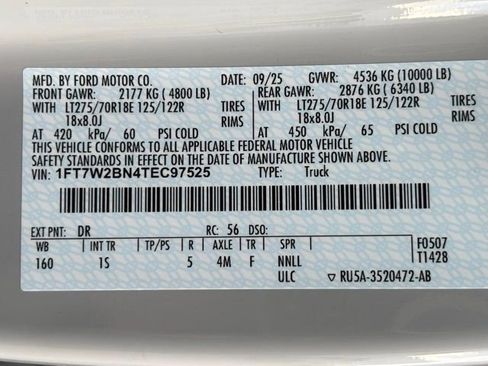 MFD. BY FORD MOTOR CO. 09/25 GVWR: 4536 KG (10000 LB)
FRONT GAWR: 2177 KG (4800 LB) REAR GAWR: 2876 KG (6340 LB)
WITH LT275/70R18E 125/122R TIRES WITH LT275/70R18E 125/122R TIRES
18x8.0J RIMS 18x8.0J RIMS
AT 420 kPa/ 60 PSI COLD AT 450 kPa/ 65 PSI COLD
THIS VEHICLE CONFORMS TO ALL APPLICABLE FEDERAL MOTOR VEHICLE
SAFETY STANDARDS IN EFFECT ON THE DATE OF MANUFACTURE SHOWN ABOVE.
VIN: 1FT7W2BN4TEC97525 TYPE: Truck
EXT PNT: DR RC: 56 DSO:
WB INT TR TP/PS R AXLE TR SPR F0507
160 1S 5 4M F NNLL T1428
ULC ▽ RU5A-3520472-AB